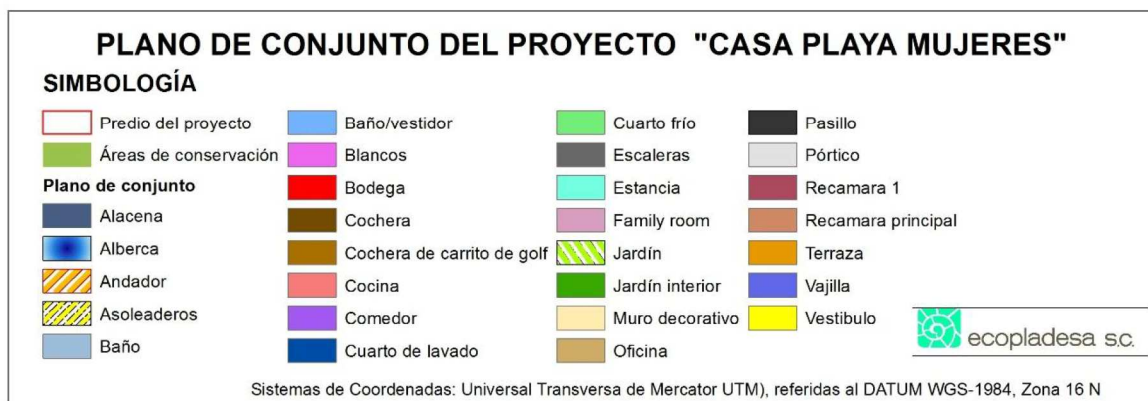 PLANO DE CONJUNTO DEL PROYECTO "CASA PLAYA MUJERES"
SIMBOLOGÍA
Predio del proyecto
Áreas de conservación
Plano de conjunto
Alacena
Alberca
Andador
Asoleaderos
Baño
Baño/vestidor
Blancos
Bodega
Cochera
Cochera de carrito de golf
Cocina
Comedor
Cuarto de lavado
Cuarto frío
Escaleras
Estancia
Family room
Jardín
Jardín interior
Muro decorativo
Oficina
Pasillo
Pórtico
Recamara 1
Recamara principal
Terraza
Vajilla
Vestibulo
ecopladesa s.c.
Sistemas de Coordenadas: Universal Transversa de Mercator UTM), referidas al DATUM WGS-1984, Zona 16 N